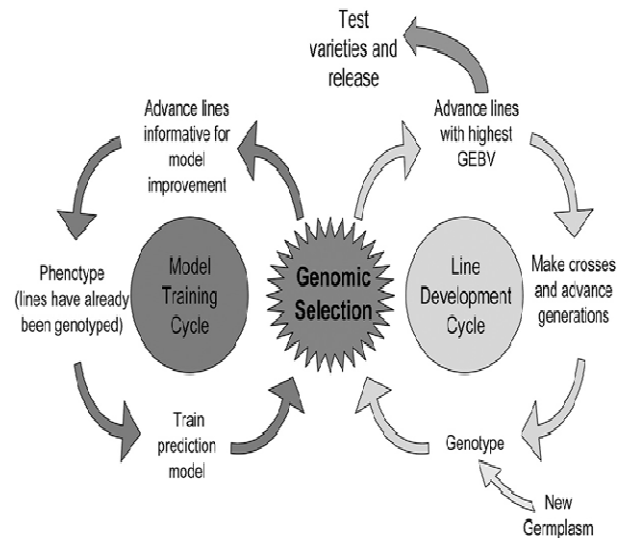 Test
varieties and
release
Advance lines
informative for
model
improvement
Advance lines
with highest
GEBV
Phenctype
(lines have already
been genotyped)
Model
Training
Cycle
Genomic
Selection
Line
Development
Cycle
Make crosses
and advance
generations
Train
prediction
model
Genotype
New
Germplasm